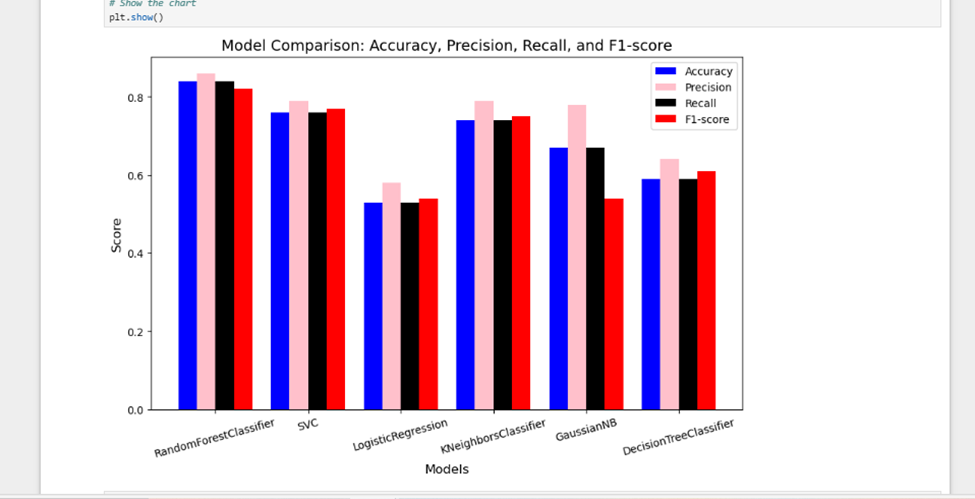 # Show the chart
plt.show()
Model Comparison: Accuracy, Precision, Recall, and F1-score
Accuracy
Precision
Recall
F1-score
0.8
0.6
0.4
0.2
0.0
Score
RandomForestClassifier
SVC
LogisticRegression
KNeighborsClassifier
GaussianNB
DecisionTreeClassifier
Models